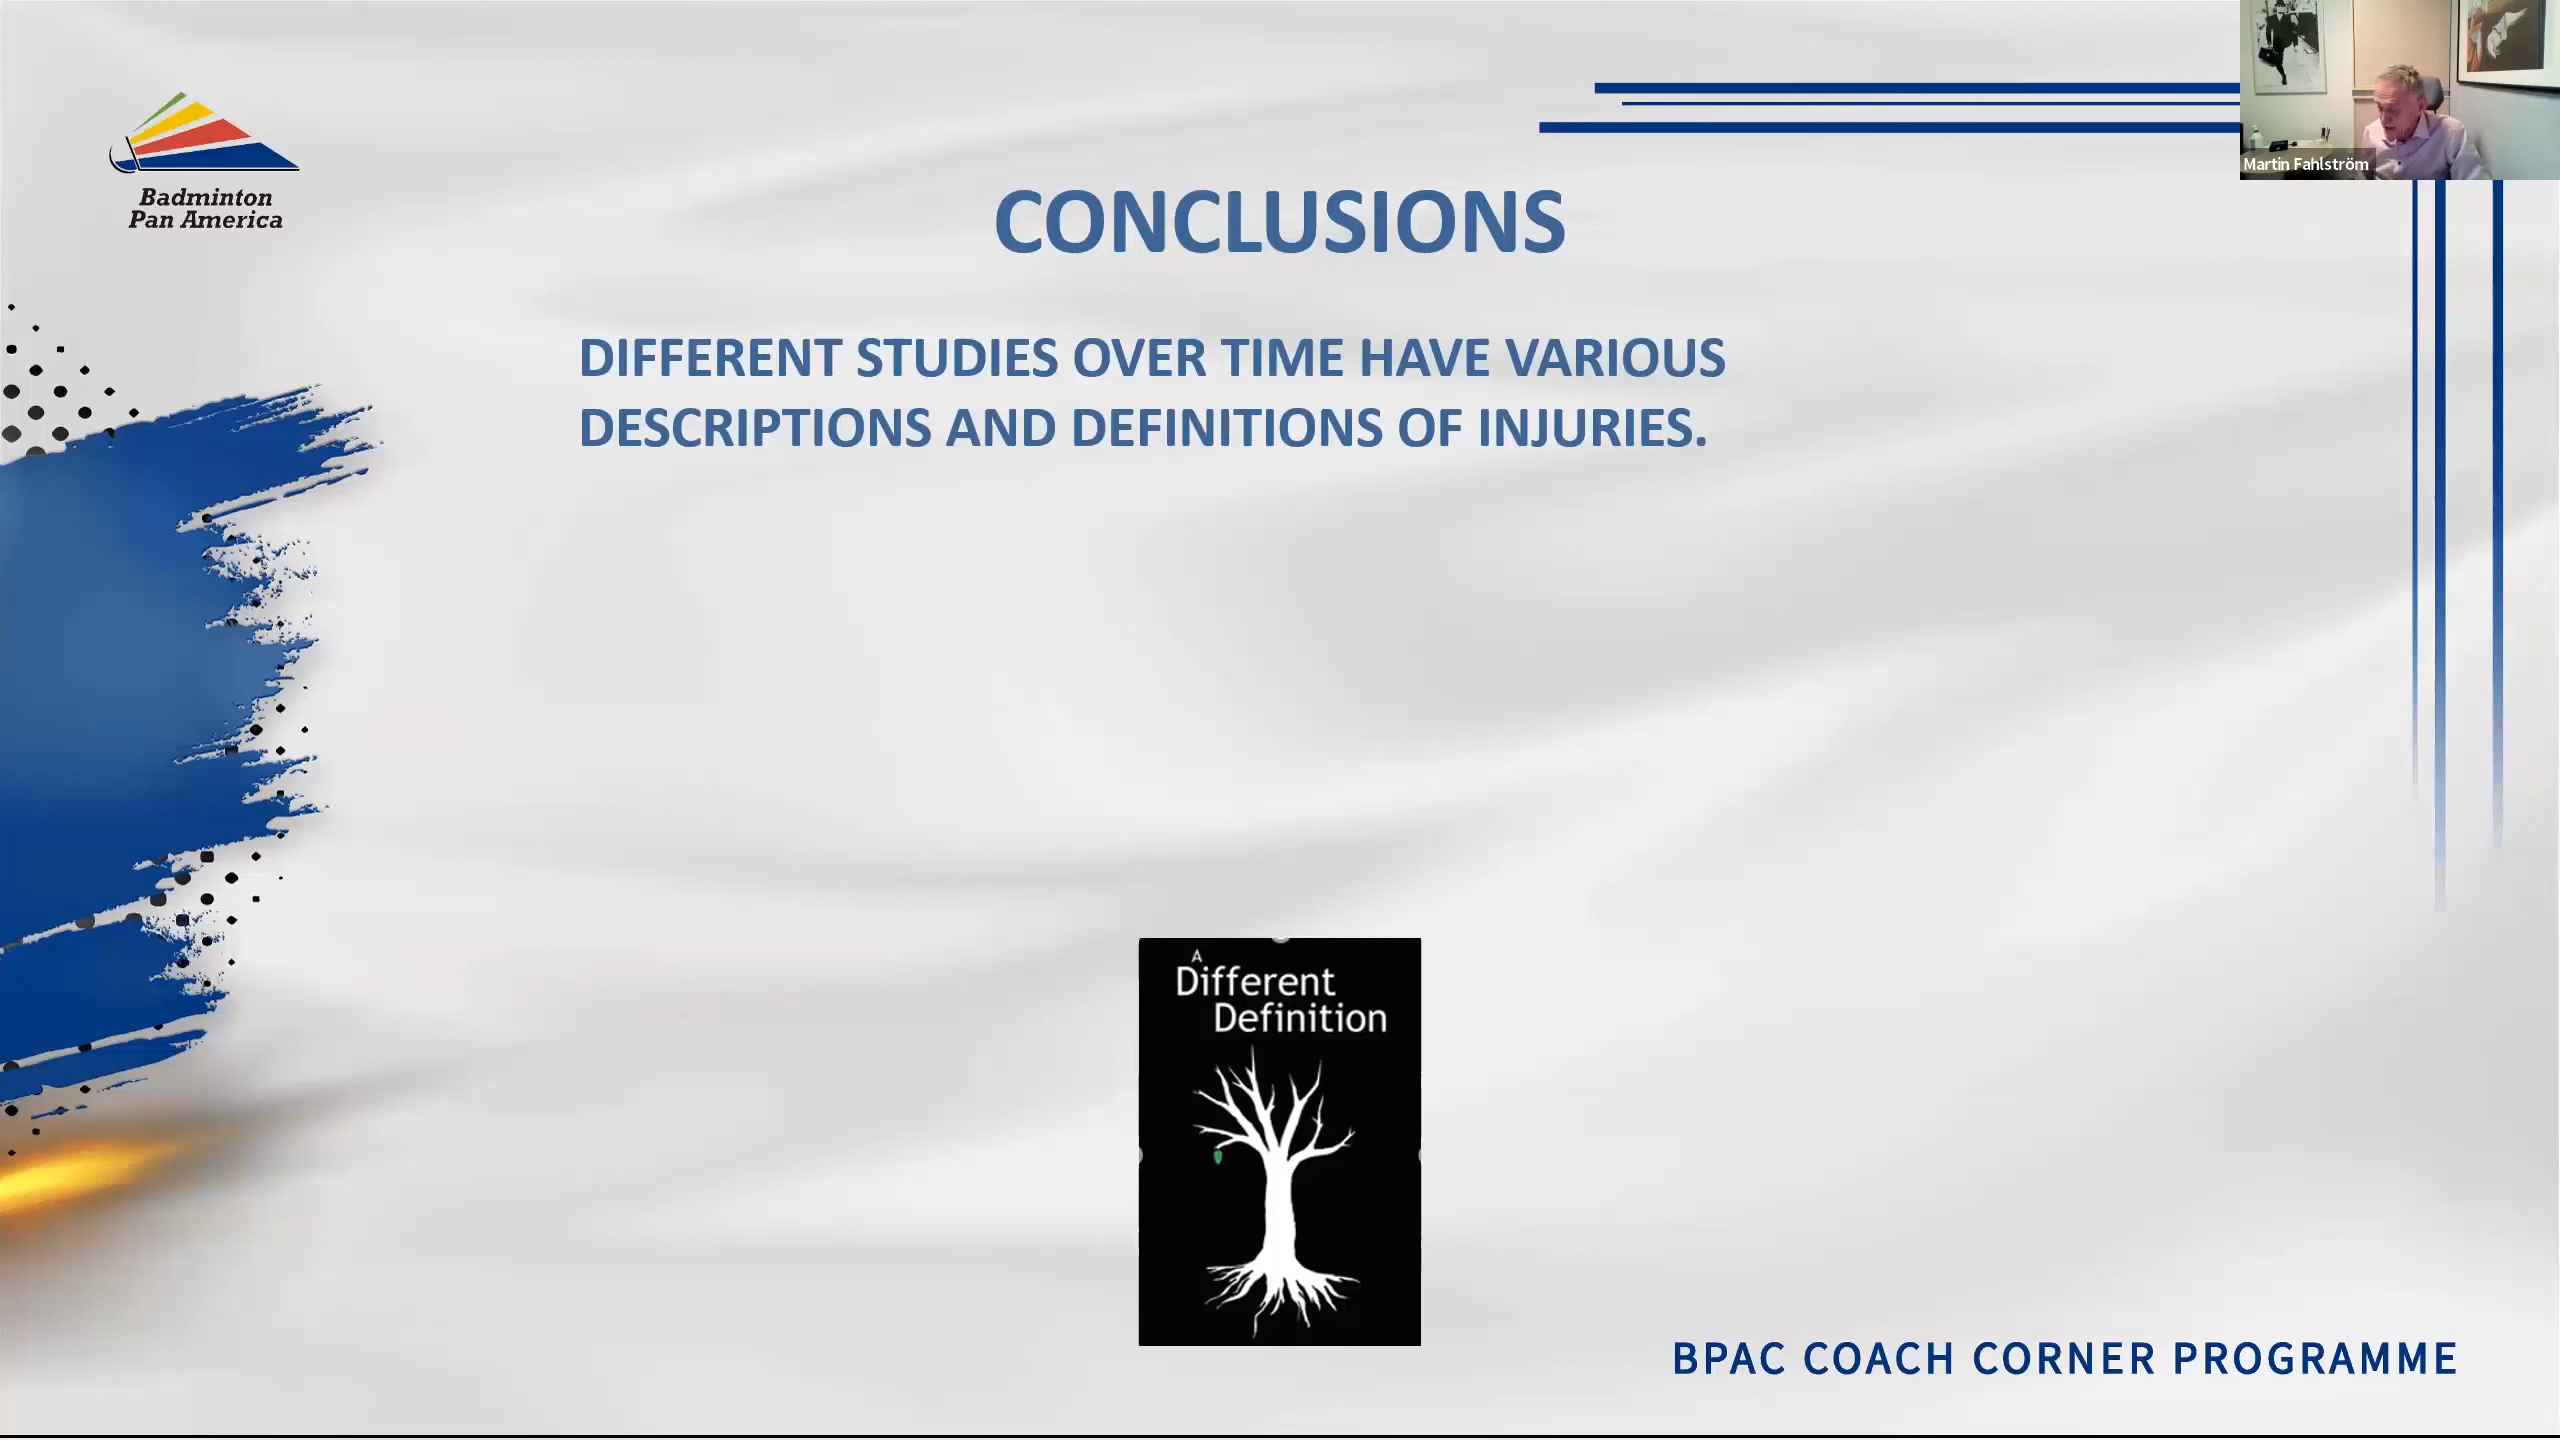 Badminton
Pan America
Martin Fahlström
CONCLUSIONS
DIFFERENT STUDIES OVER TIME HAVE VARIOUS
DESCRIPTIONS AND DEFINITIONS OF INJURIES.
A
Different
Definition
BPAC COACH CORNER PROGRAMME